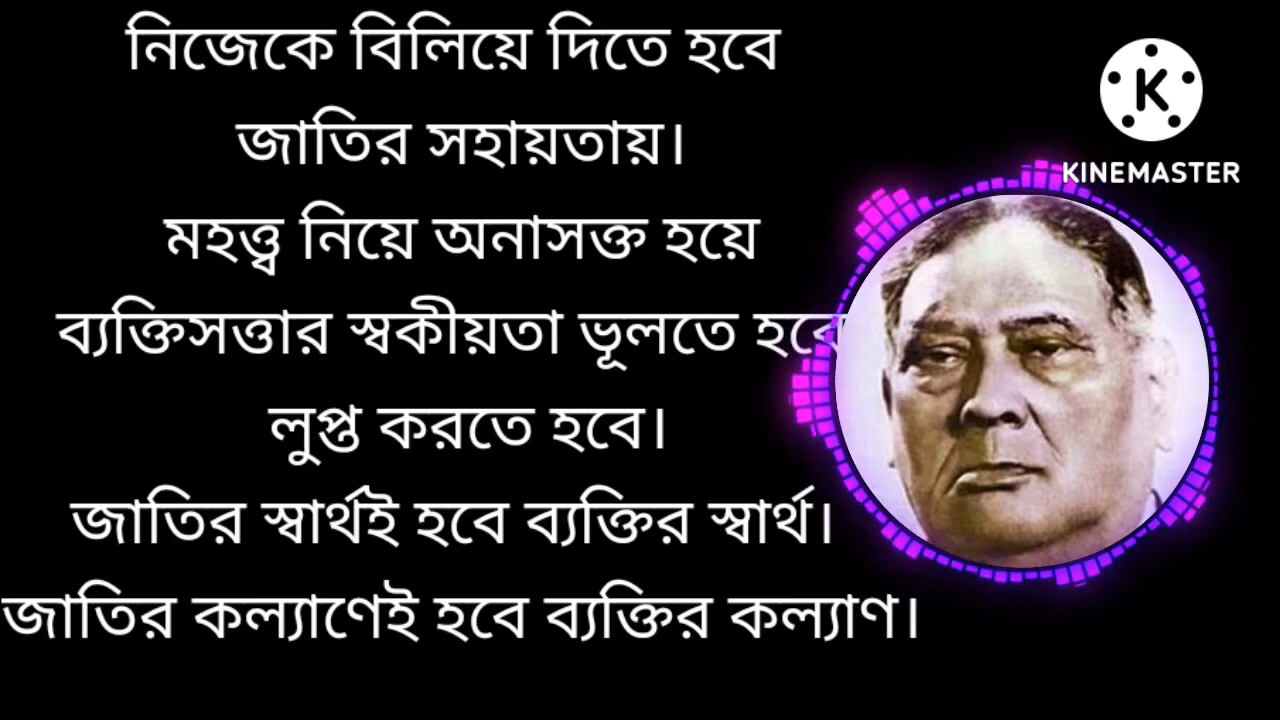 নিজেকে বিলিয়ে দিতে হবে
জাতির সহায়তায়।
মহত্ত্ব নিয়ে অনাসক্ত হয়ে
ব্যক্তিসত্তার স্বকীয়তা ভূলতে হবে
লুপ্ত করতে হবে।
জাতির স্বার্থই হবে ব্যক্তির স্বার্থ।
জাতির কল্যাণেই হবে ব্যক্তির কল্যাণ।
K
KINEMASTER